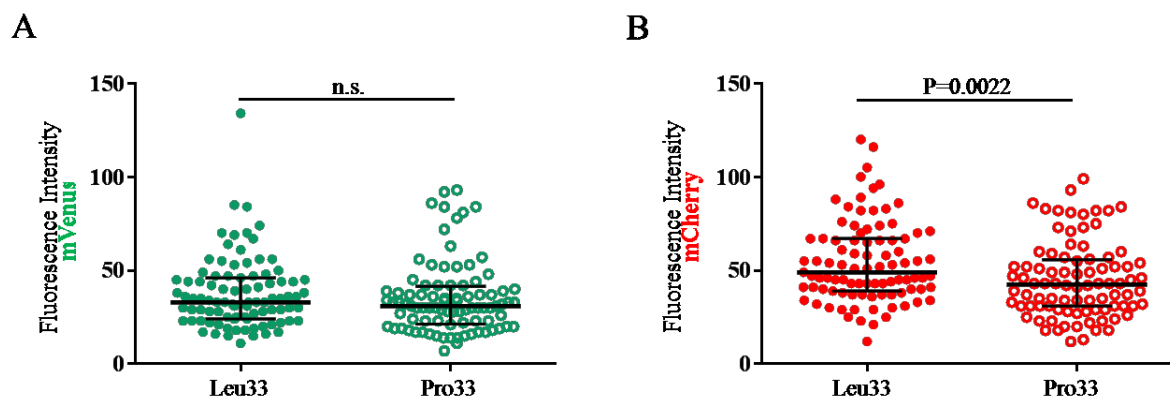 A
Fluorescence Intensity
mVenus
150
100
50
0
n.s.
Leu33
Pro33
B
Fluorescence Intensity
mCherry
150
100
50
0
P=0.0022
Leu33
Pro33